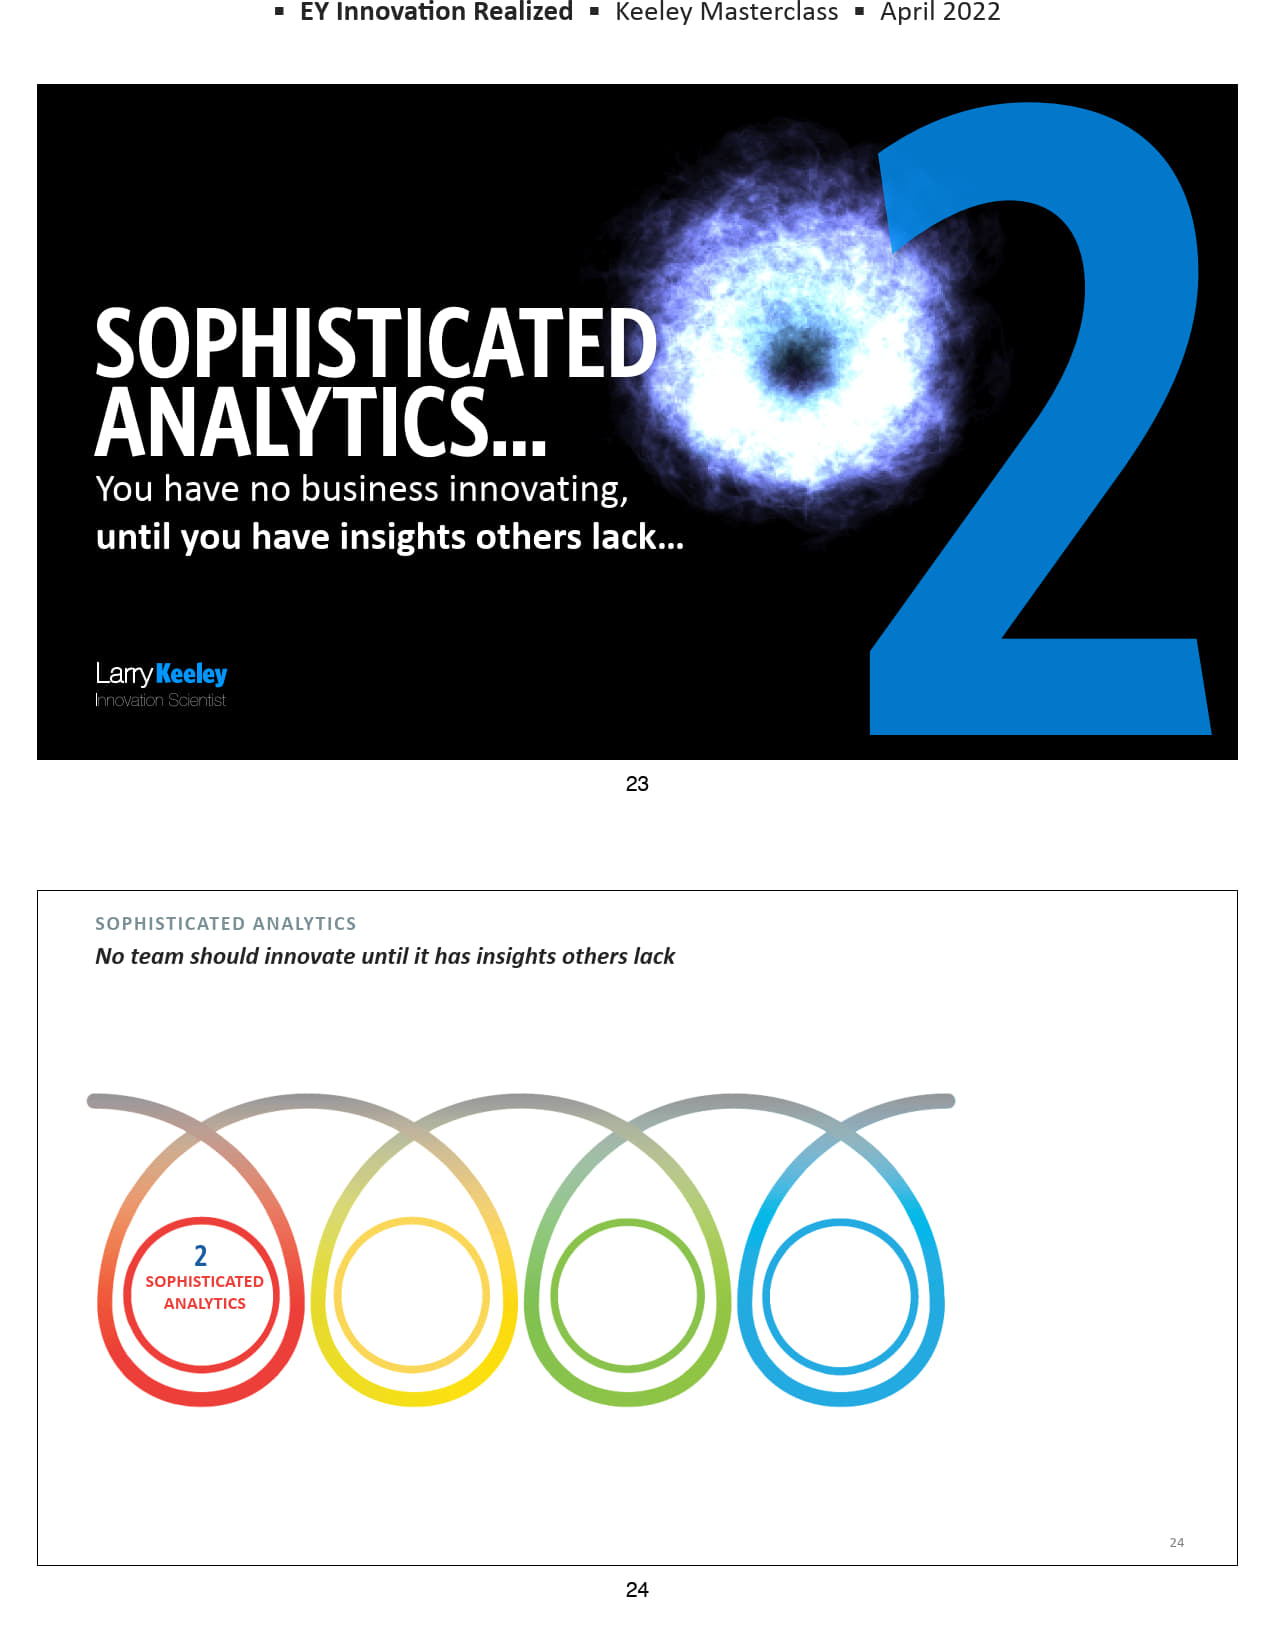 ▪ EY Innovation Realized ▪ Keeley Masterclass ▪ April 2022
2
SOPHISTICATED
ANALYTICS...
You have no business innovating,
until you have insights others lack...
LarryKeeley
Innovation Scientist
23
SOPHISTICATED ANALYTICS
No team should innovate until it has insights others lack
2
SOPHISTICATED
ANALYTICS
24
24